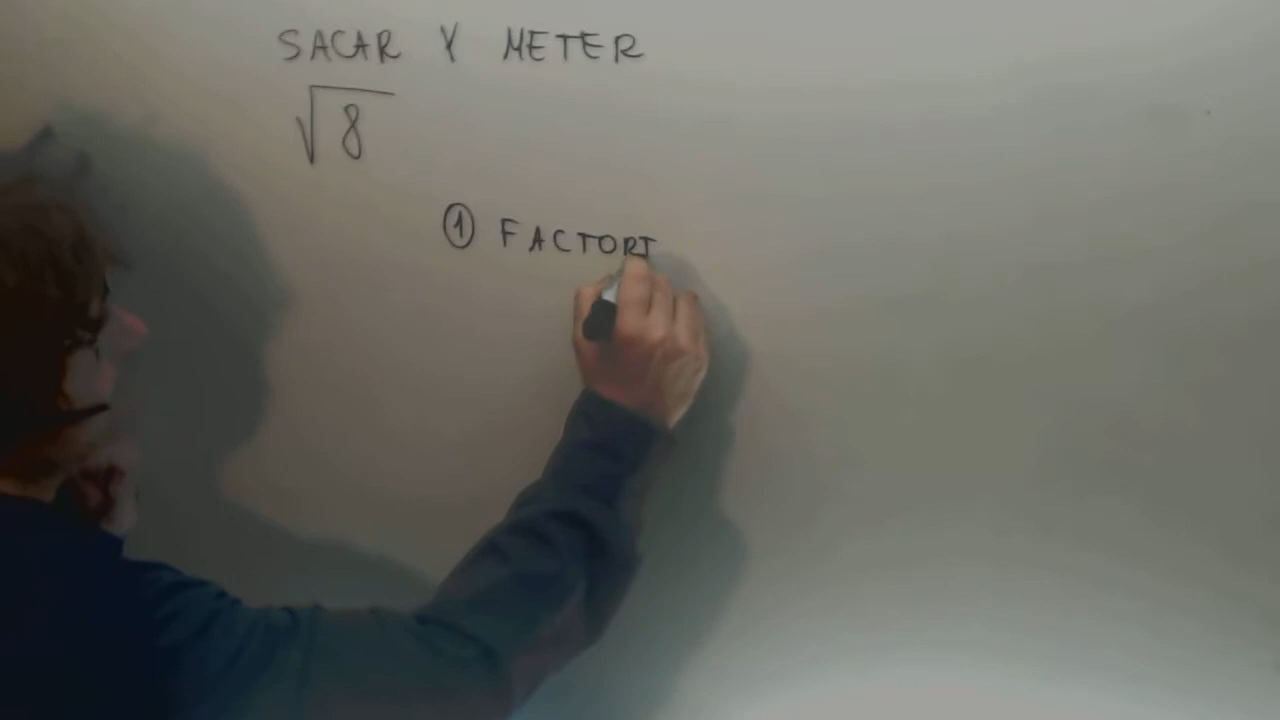 SACAR Y METER
√8
① FACTORI